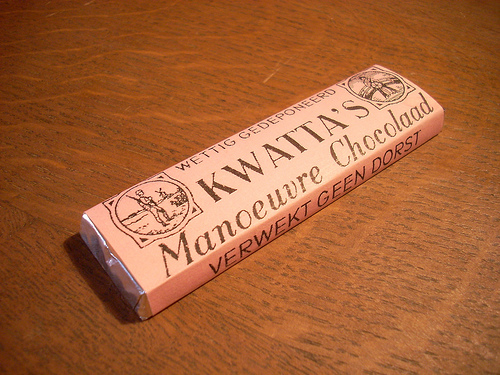 WETTIG GEDEPONEERD
KWATTA'S
Manoeuvre Chocolaad
VERWEKT GEEN DORST